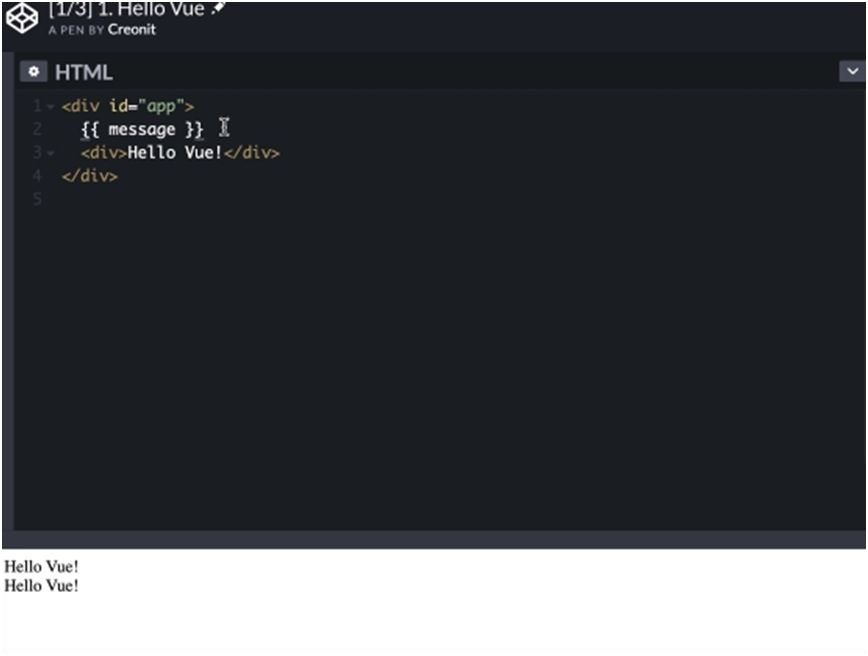 [1/3] 1. Hello Vue
A PEN BY Creonit
HTML
1 <div id="app">
2 {{ message }}
3 <div>Hello Vue!</div>
4 </div>
5
Hello Vue!
Hello Vue!